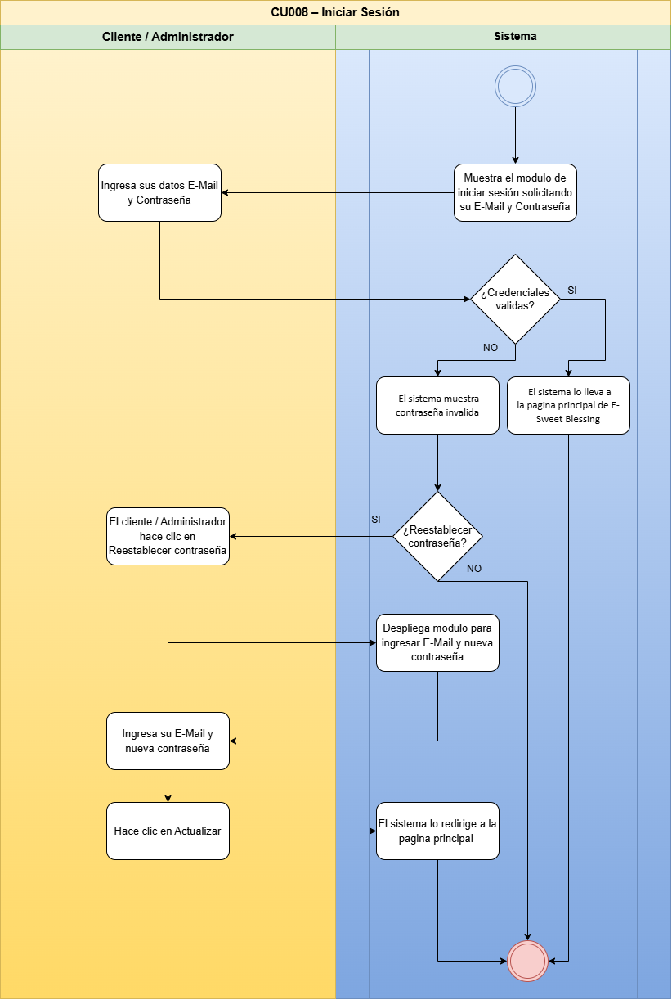 CU008 – Iniciar Sesión
Cliente / Administrador
Sistema
Muestra el modulo de
iniciar sesión solicitando
su E-Mail y Contraseña
Ingresa sus datos E-Mail
y Contraseña
¿Credenciales
validas?
SI
NO
El sistema muestra
contraseña invalida
El sistema lo lleva a
la pagina principal de E-
Sweet Blessing
¿Reestablecer
contraseña?
SI
NO
El cliente / Administrador
hace clic en
Reestablecer contraseña
Despliega modulo para
ingresar E-Mail y nueva
contraseña
Ingresa su E-Mail y
nueva contraseña
Hace clic en Actualizar
El sistema lo redirige a la
pagina principal